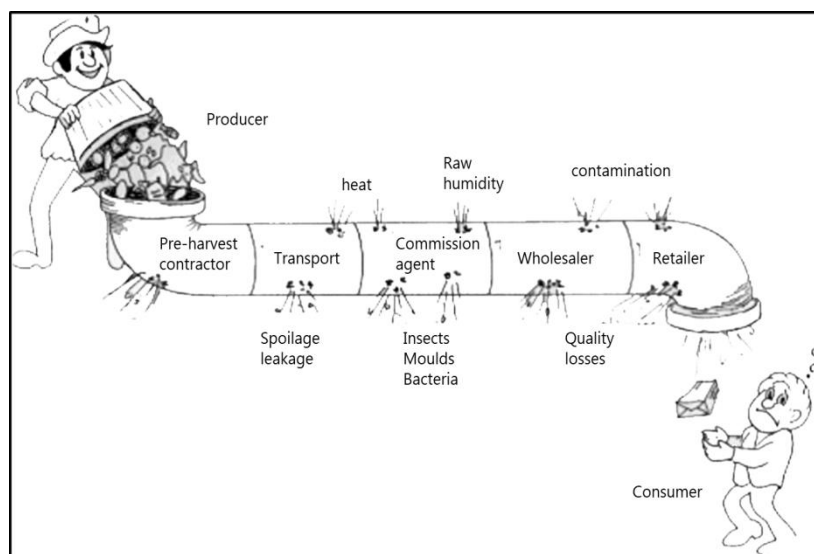 Producer
heat
Raw
humidity
contamination
Pre-harvest
contractor
Transport
Commission
agent
Wholesaler
Retailer
Spoilage
leakage
Insects
Moulds
Bacteria
Quality
losses
Consumer